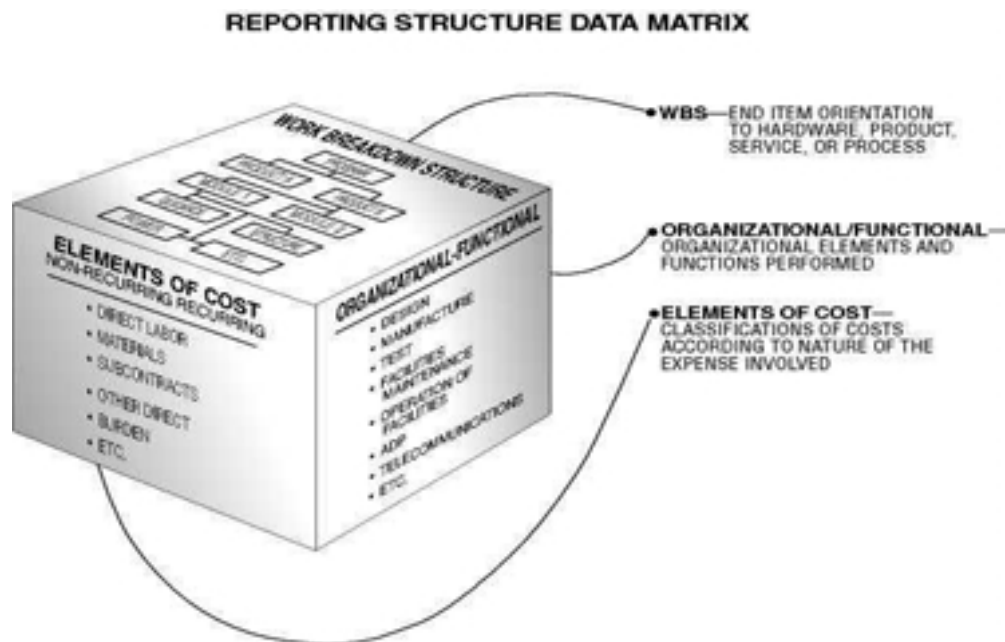 REPORTING STRUCTURE DATA MATRIX
WORK BREAKDOWN STRUCTURE
PROGRAM
ETC.
ELEMENTS OF COST
NON-RECURRING RECURRING
• DIRECT LABOR
• MATERIALS
• SUBCONTRACTS
• OTHER DIRECT
• BURDEN
• ETC.
ORGANIZATIONAL-FUNCTIONAL
• DESIGN
• MANUFACTURE
• TEST
• FACILITIES
MAINTENANCE
• OPERATION OF
FACILITIES
• ADP
• TELECOMMUNICATIONS
• ETC.
• WBS—END ITEM ORIENTATION
TO HARDWARE, PRODUCT,
SERVICE, OR PROCESS
• ORGANIZATIONAL/FUNCTIONAL—
ORGANIZATIONAL ELEMENTS AND
FUNCTIONS PERFORMED
• ELEMENTS OF COST—
CLASSIFICATIONS OF COSTS
ACCORDING TO NATURE OF THE
EXPENSE INVOLVED